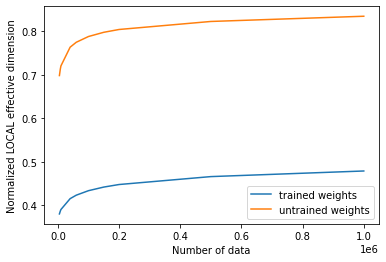 Normalized LOCAL effective dimension
0.8
0.7
0.6
0.5
0.4
trained weights
untrained weights
0.0 0.2 0.4 0.6 0.8 1.0
1e6
Number of data